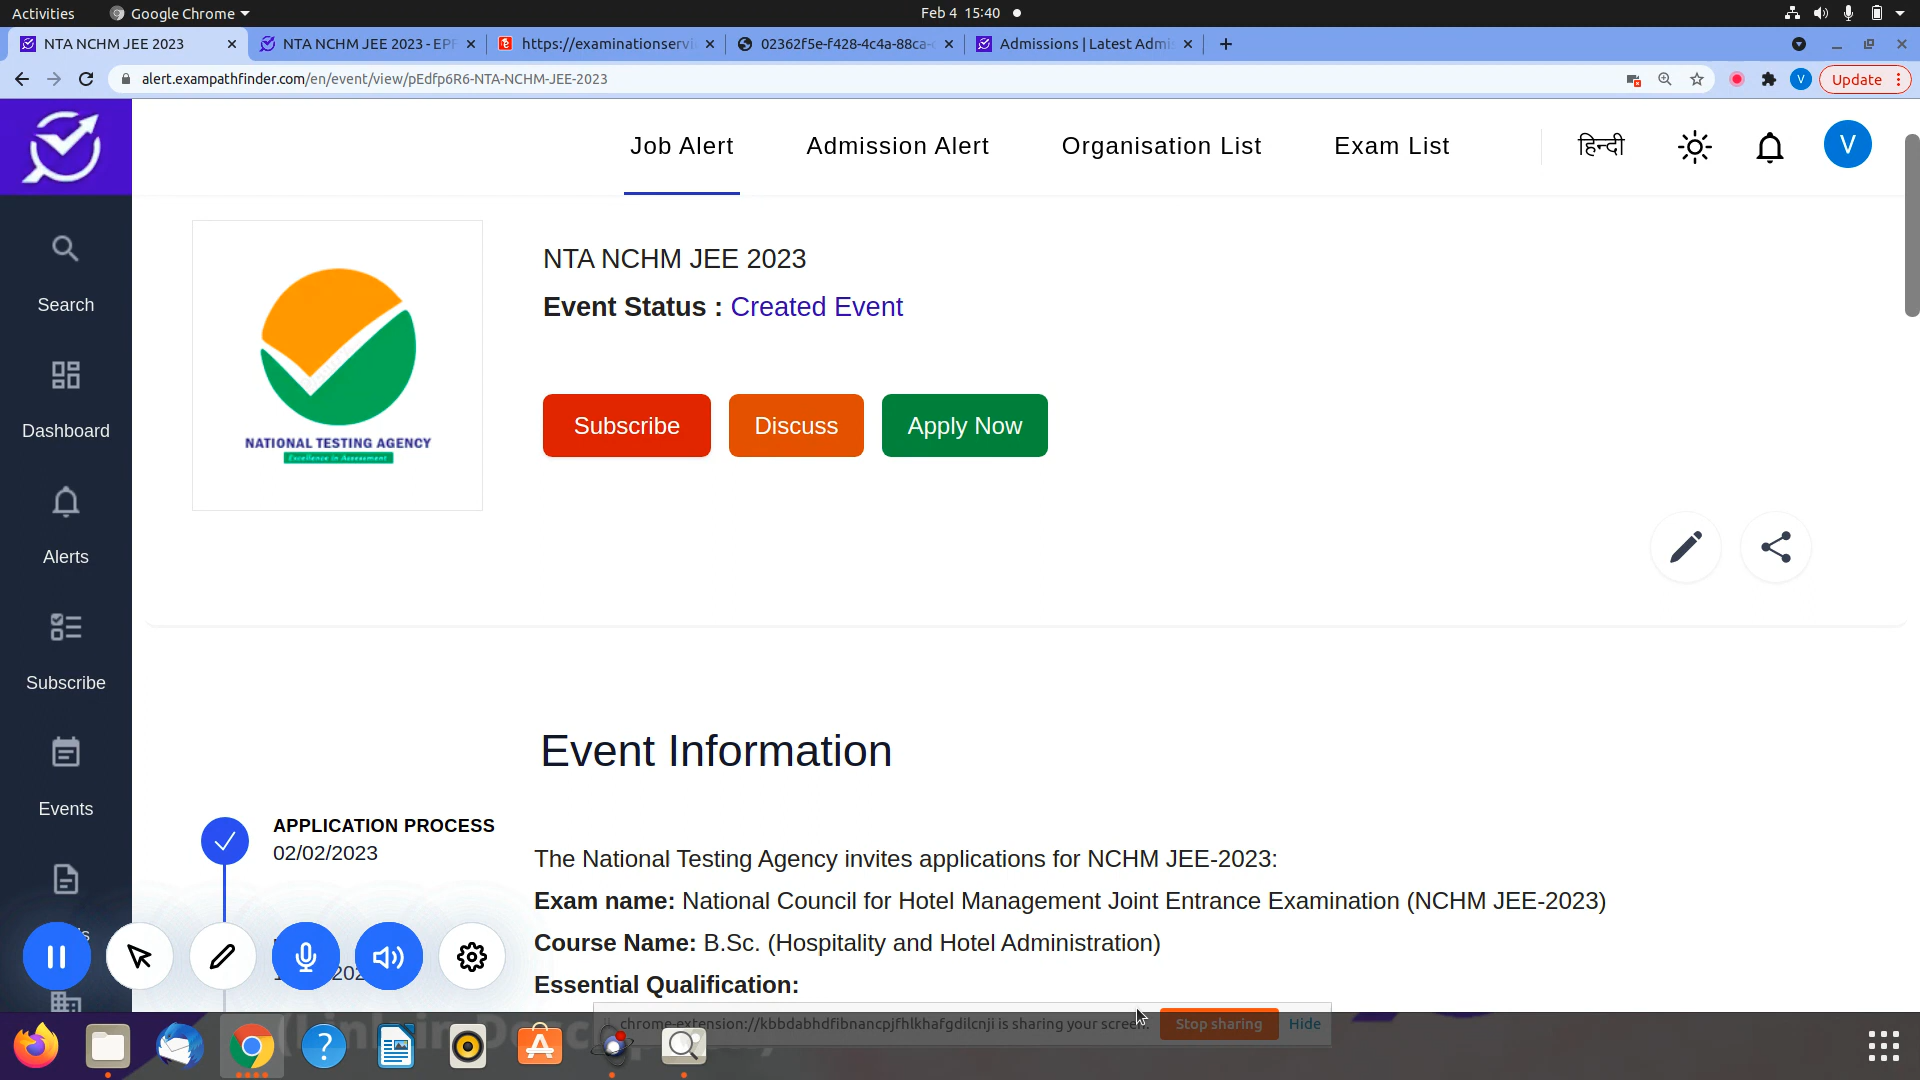 Activities
Google Chrome
Feb 4 15:40
NTA NCHM JEE 2023
NTA NCHM JEE 2023 - EPF
https://examinationservi
02362f5e-f428-4c4a-88ca-
Admissions | Latest Admi
alert.exampathfinder.com/en/event/view/pEdfp6R6-NTA-NCHM-JEE-2023
V
Update
Job Alert
Admission Alert
Organisation List
Exam List
हिन्दी
V
Search
Dashboard
Alerts
Subscribe
Events
NATIONAL TESTING AGENCY
Excellence in Assessment
NTA NCHM JEE 2023
Event Status : Created Event
Subscribe
Discuss
Apply Now
Event Information
APPLICATION PROCESS
02/02/2023
The National Testing Agency invites applications for NCHM JEE-2023:
Exam name: National Council for Hotel Management Joint Entrance Examination (NCHM JEE-2023)
Course Name: B.Sc. (Hospitality and Hotel Administration)
Essential Qualification:
chrome-extension://kbbdabhdfibnancpjfhlkhafgdilcnji is sharing your screen.
Stop sharing
Hide